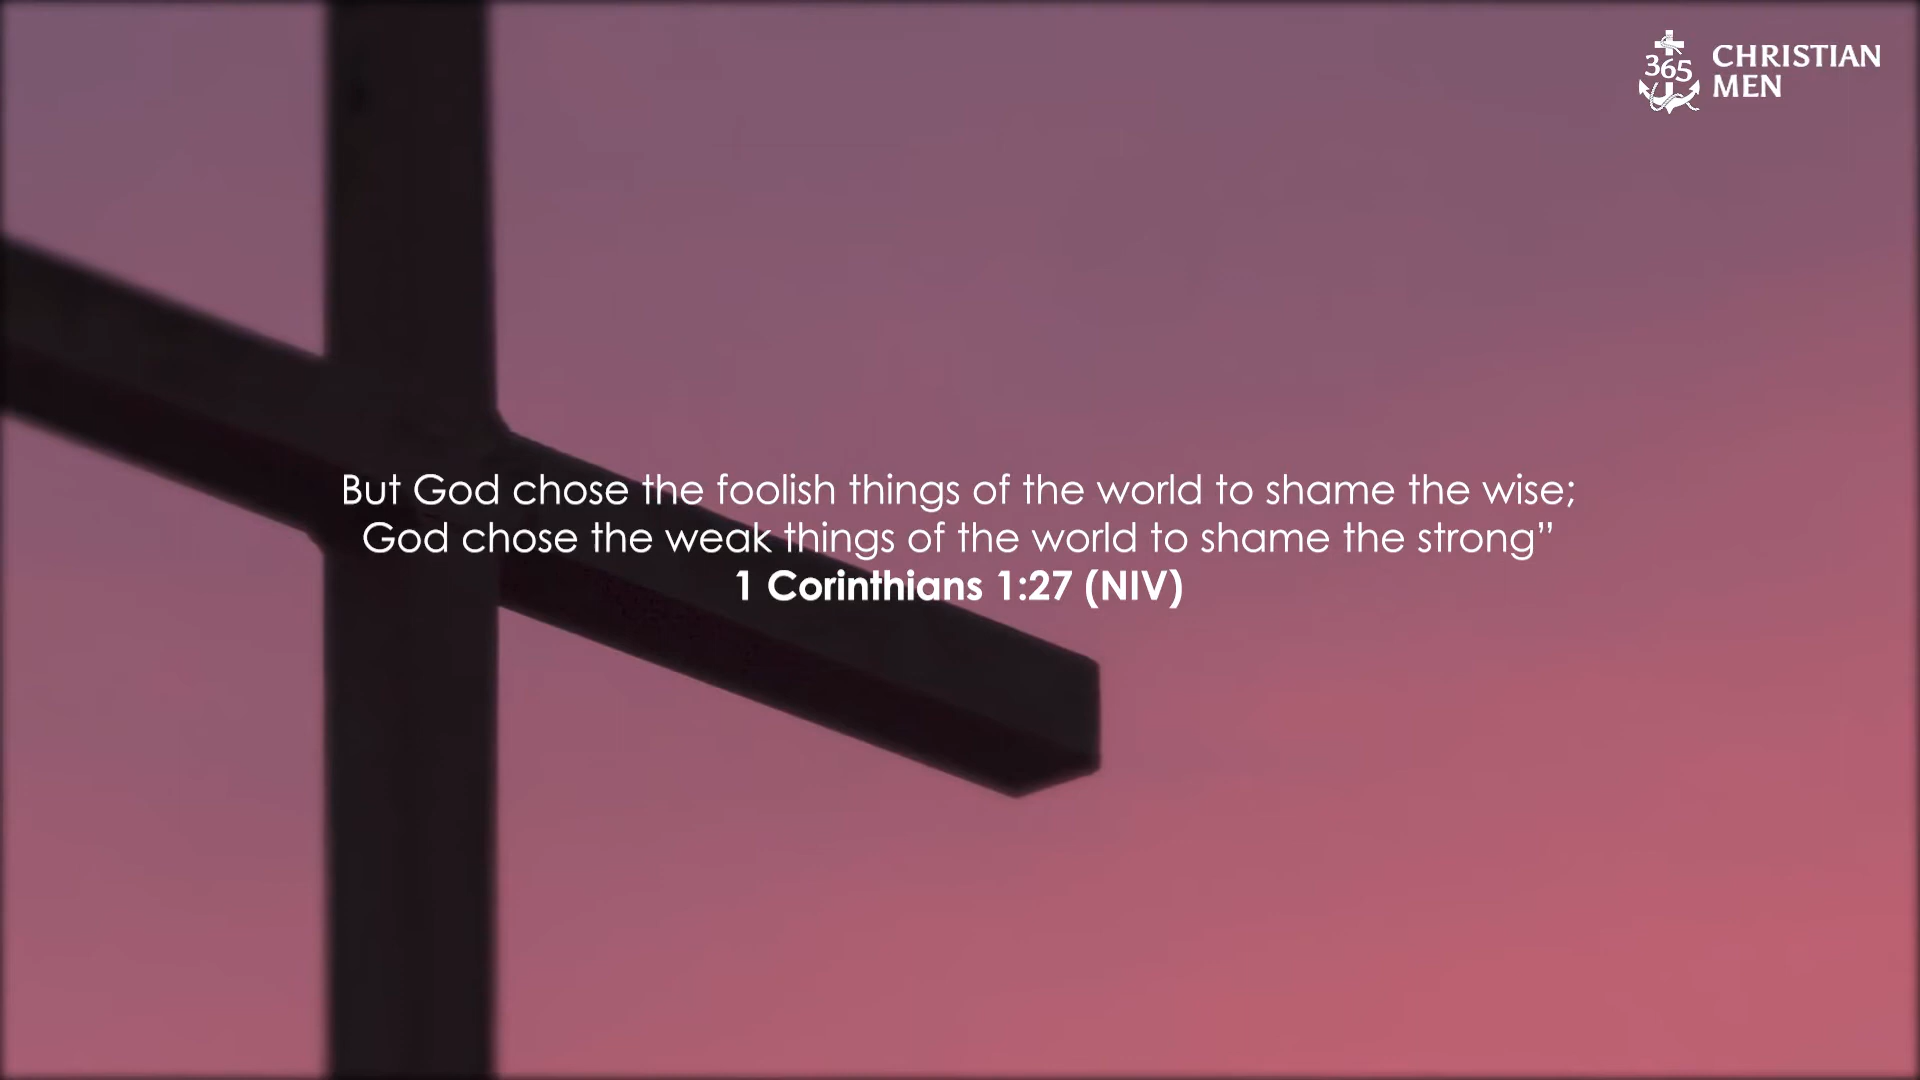 365
CHRISTIAN
MEN
But God chose the foolish things of the world to shame the wise;
God chose the weak things of the world to shame the strong”
1 Corinthians 1:27 (NIV)